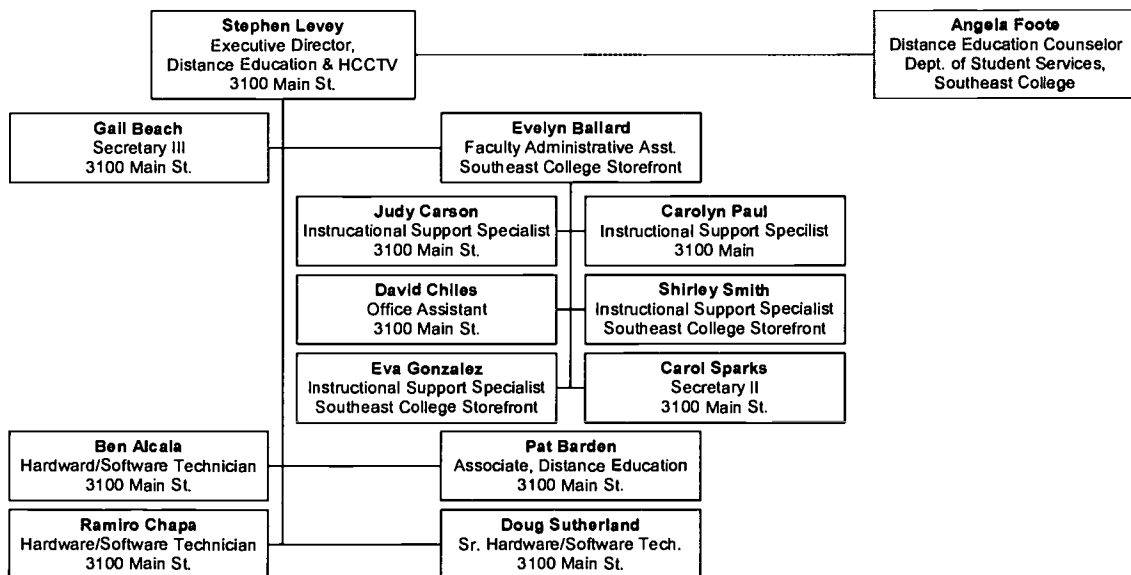 Stephen Levey
Executive Director,
Distance Education & HCCTV
3100 Main St.
Angela Foote
Distance Education Counselor
Dept. of Student Services,
Southeast College
Gail Beach
Secretary III
3100 Main St.
Evelyn Ballard
Faculty Administrative Asst.
Southeast College Storefront
Judy Carson
Instrucational Support Specialist
3100 Main St.
Carolyn Paul
Instructional Support Specilist
3100 Main
David Chiles
Office Assistant
3100 Main St.
Shirley Smith
Instructional Support Specialist
Southeast College Storefront
Eva Gonzalez
Instructional Support Specialist
Southeast College Storefront
Carol Sparks
Secretary II
3100 Main St.
Ben Alcala
Hardward/Software Technician
3100 Main St.
Pat Barden
Associate, Distance Education
3100 Main St.
Ramiro Chapa
Hardware/Software Technician
3100 Main St.
Doug Sutherland
Sr. Hardware/Software Tech.
3100 Main St.